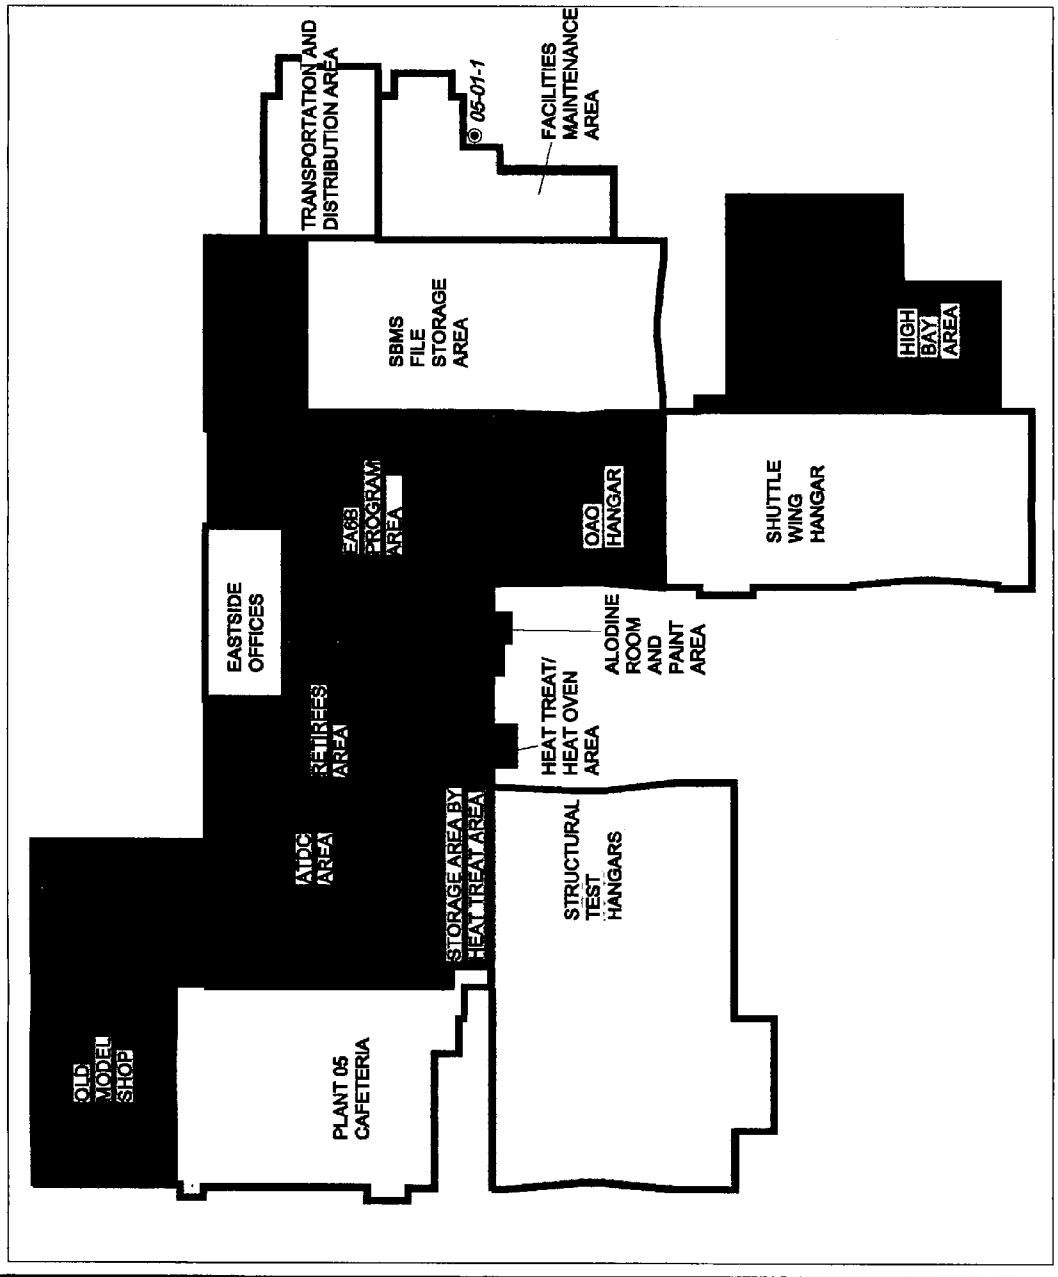 TRANSPORTATION AND
DISTRIBUTION AREA
05-01-1
FACILITIES
MAINTENANCE
AREA
SBMS
FILE
STORAGE
AREA
HIGH
BAY
AREA
EA6B
PROGRAM
AREA
OAO
HANGAR
SHUTTLE
WING
HANGAR
EASTSIDE
OFFICES
ALODINE
ROOM
AND
PAINT
AREA
RETIREES
AREA
HEAT TREAT/
HEAT OVEN
AREA
ATDC
AREA
STORAGE AREA BY
HEAT TREAT AREA
STRUCTURAL
TEST
HANGARS
OLD
MODEL
SHOP
PLANT 05
CAFETERIA